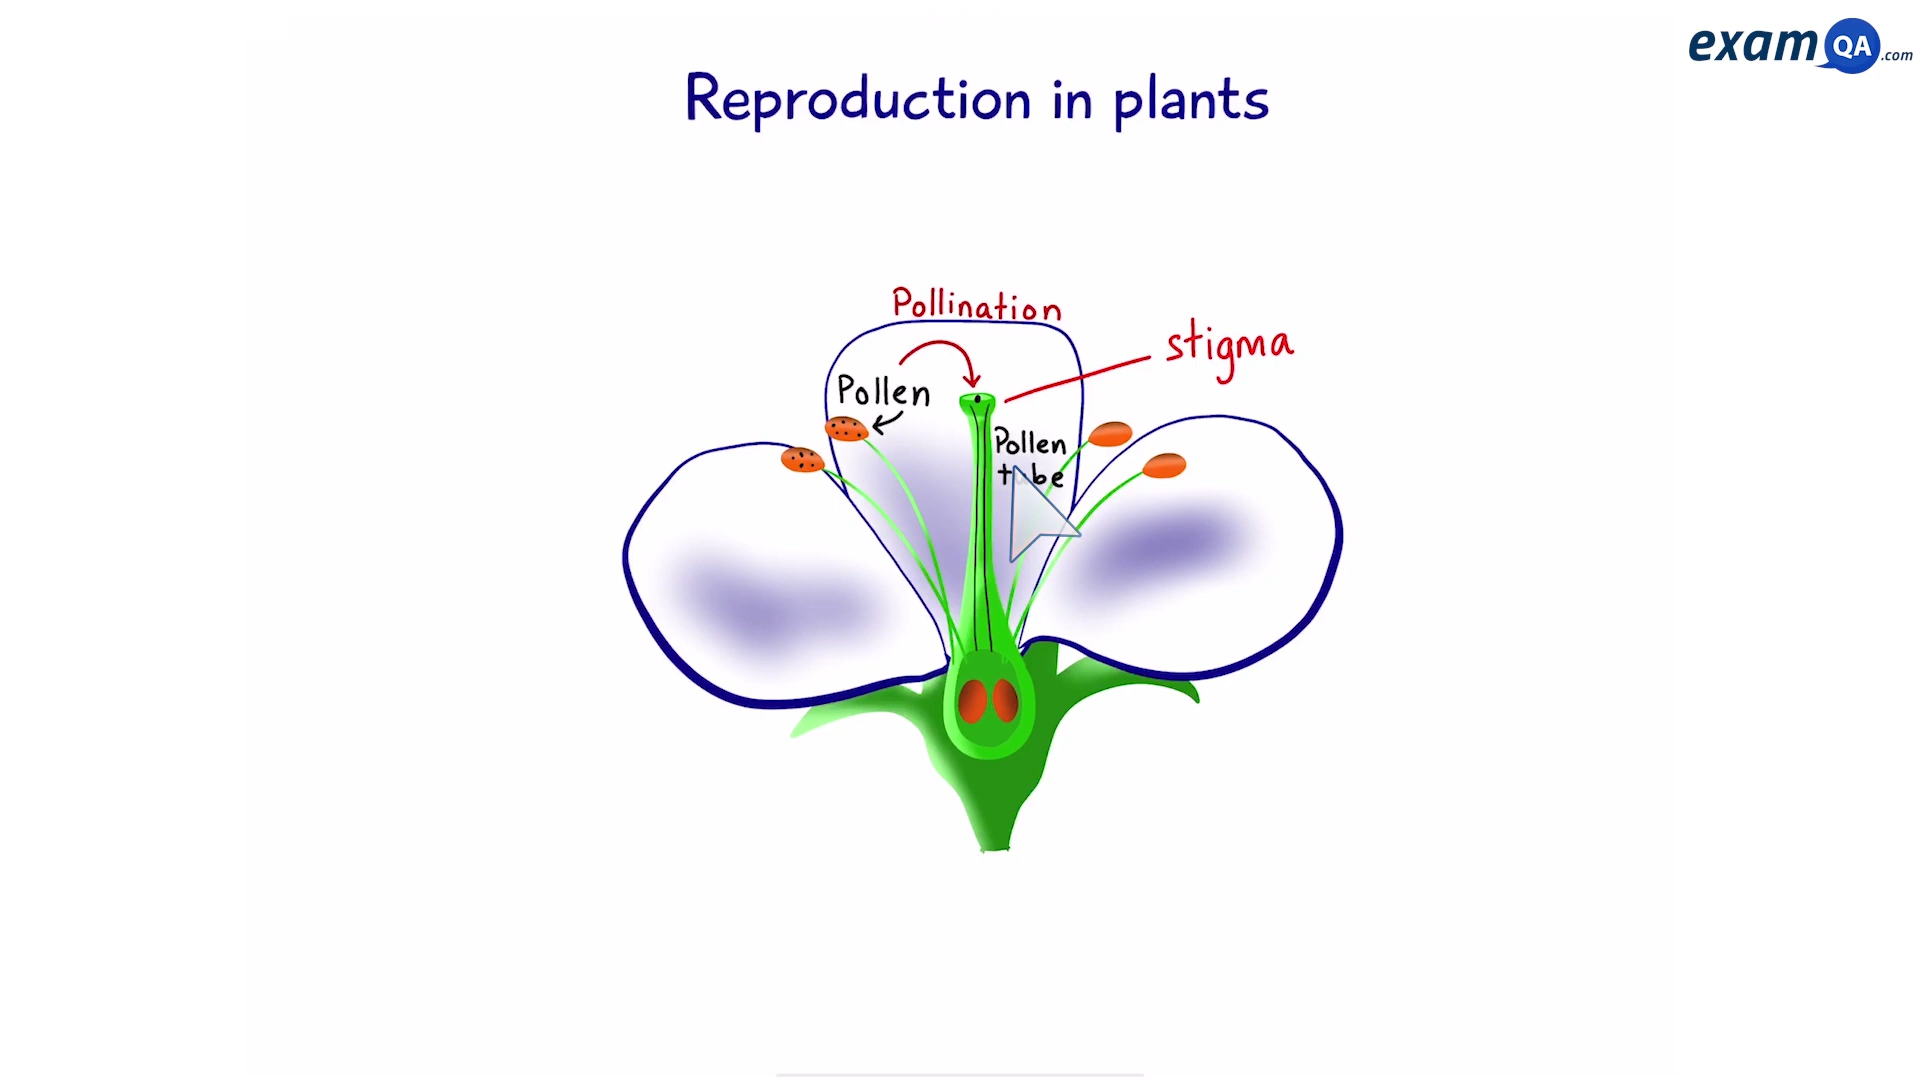 examQA.com
Reproduction in plants
Pollination
stigma
Pollen
Pollen
tube